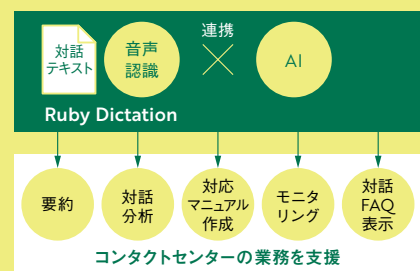 対話
テキスト
音声
認識
連携
AI
Ruby Dictation
要約
対話
分析
対応
マニュアル
作成
モニタ
リング
対話
FAQ
表示
コンタクトセンターの業務を支援